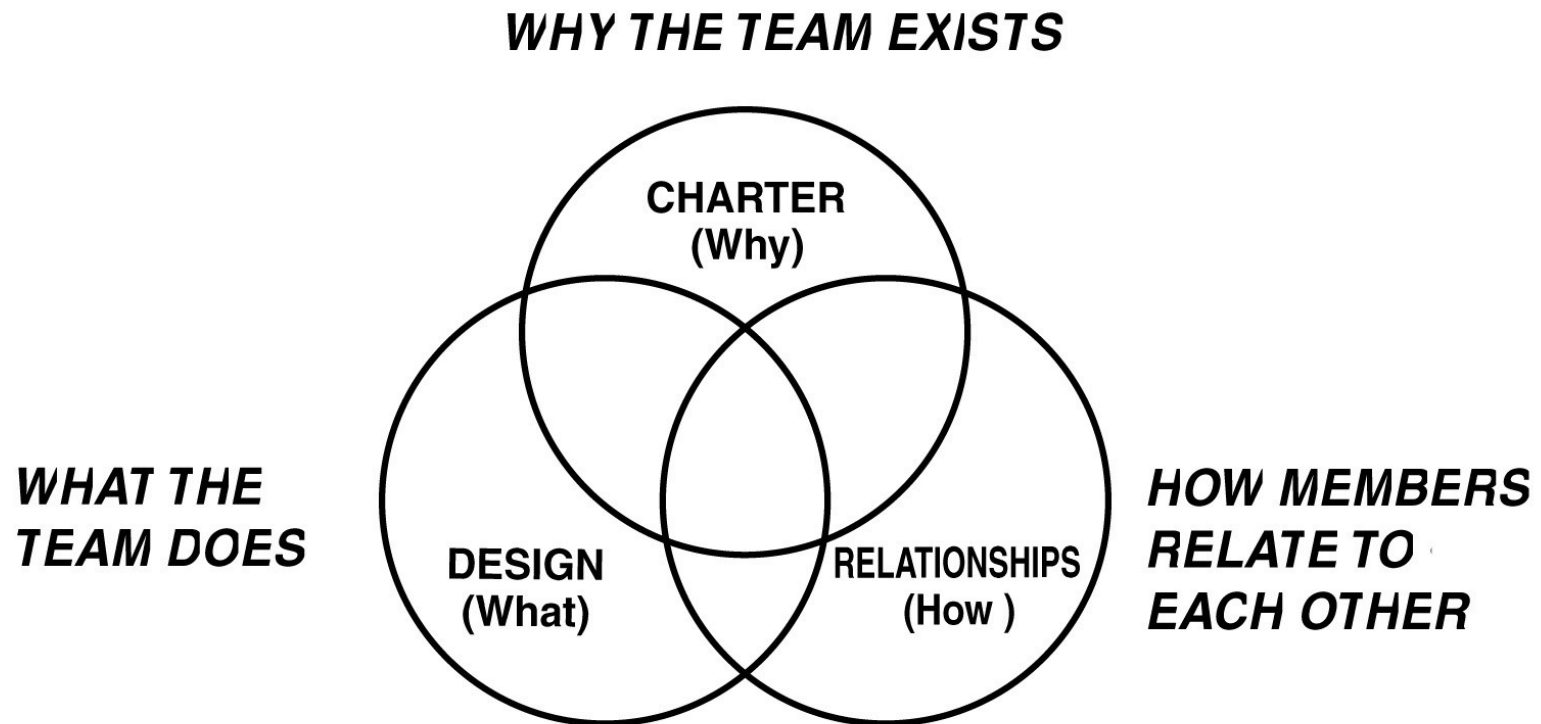 WHY THE TEAM EXISTS
CHARTER
(Why)
WHAT THE
TEAM DOES
DESIGN
(What)
RELATIONSHIPS
(How )
HOW MEMBERS
RELATE TO
EACH OTHER